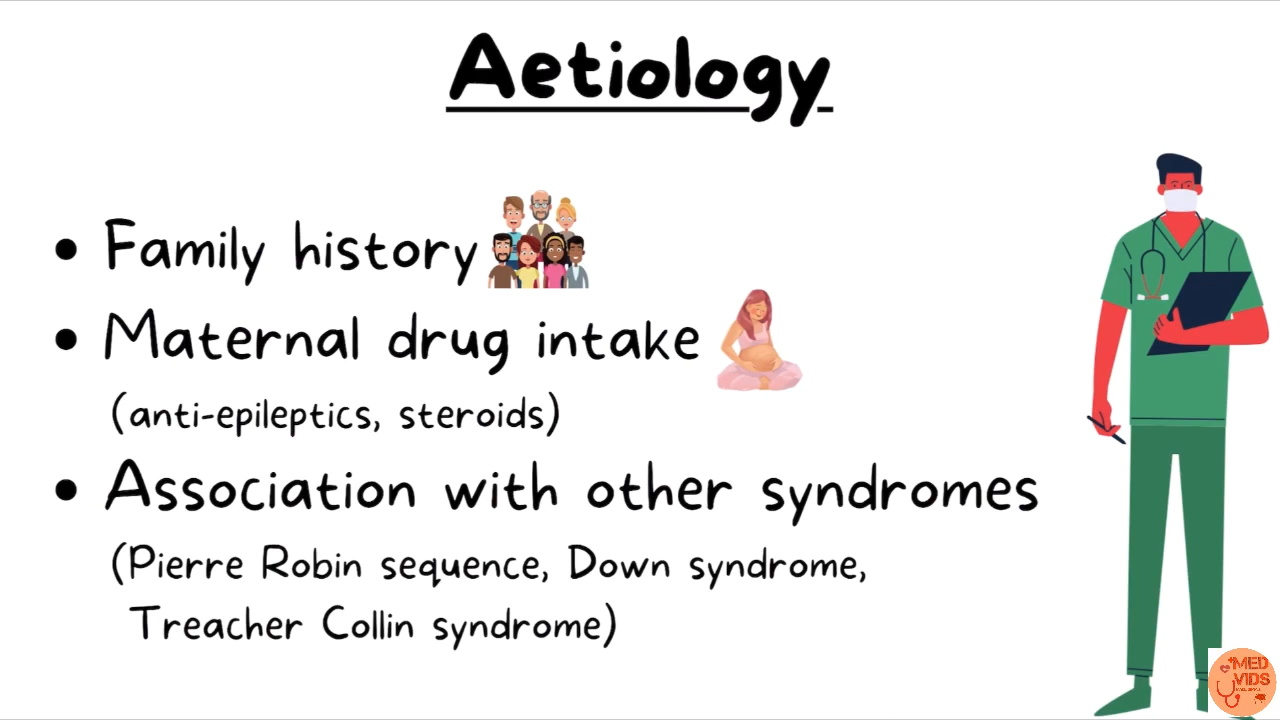 Aetiology
• Family history
• Maternal drug intake
(anti-epileptics, steroids)
• Association with other syndromes
(Pierre Robin sequence, Down syndrome,
Treacher Collin syndrome)
MED
VIDS